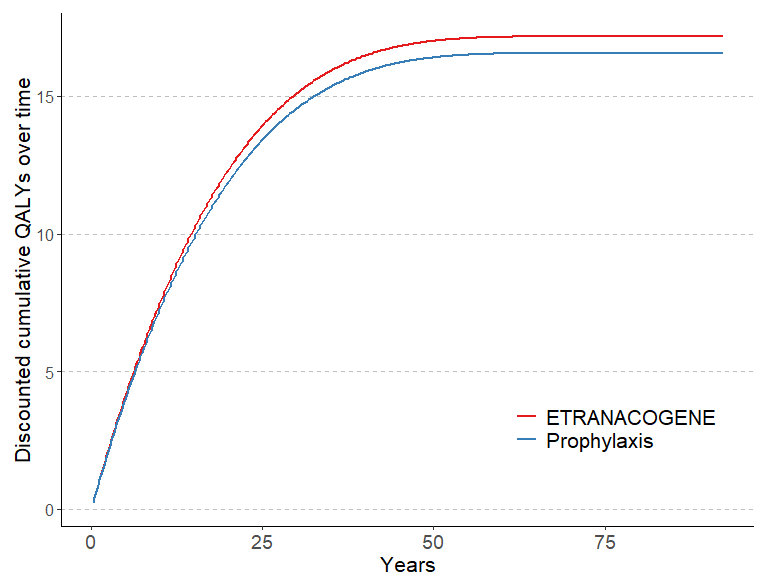 Discounted cumulative QALYs over time
15
10
5
0
ETRANACOGENE
Prophylaxis
0 25 50 75
Years